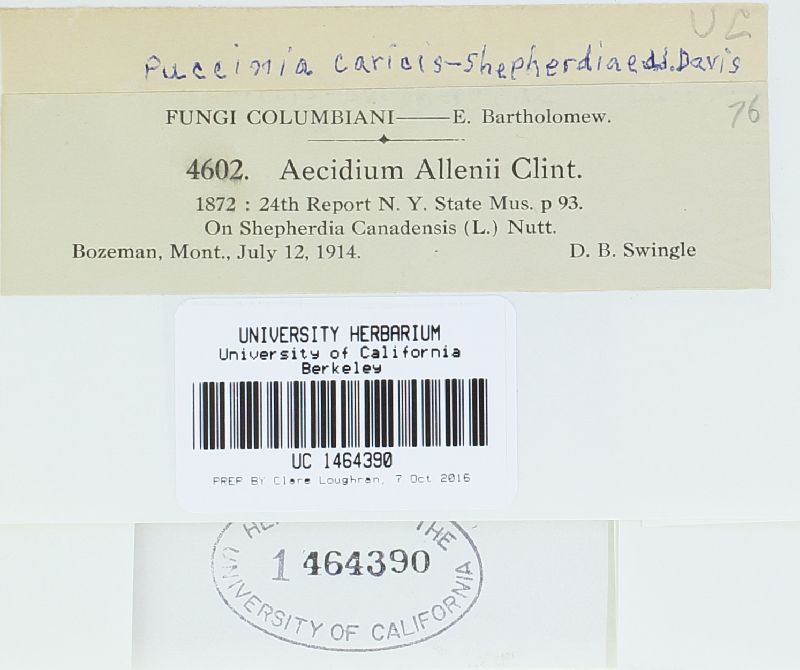 UC
Puccinia caricis-shepherdiae J.J. Davis
76
FUNGI COLUMBIANI——E. Bartholomew.
4602. Aecidium Allenii Clint.
1872 : 24th Report N. Y. State Mus. p 93.
On Shepherdia Canadensis (L.) Nutt.
Bozeman, Mont., July 12, 1914. D. B. Swingle
UNIVERSITY HERBARIUM
University of California
Berkeley
UC 1464390
PREP BY Clare Loughran, 7 Oct 2016
THE
1464390
UNIVERSITY OF CALIFORNIA